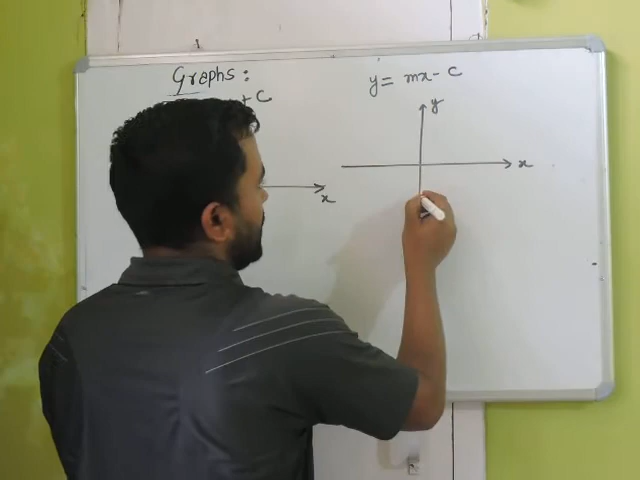 Graphs:
+ C
x
y = mx - c
y
x